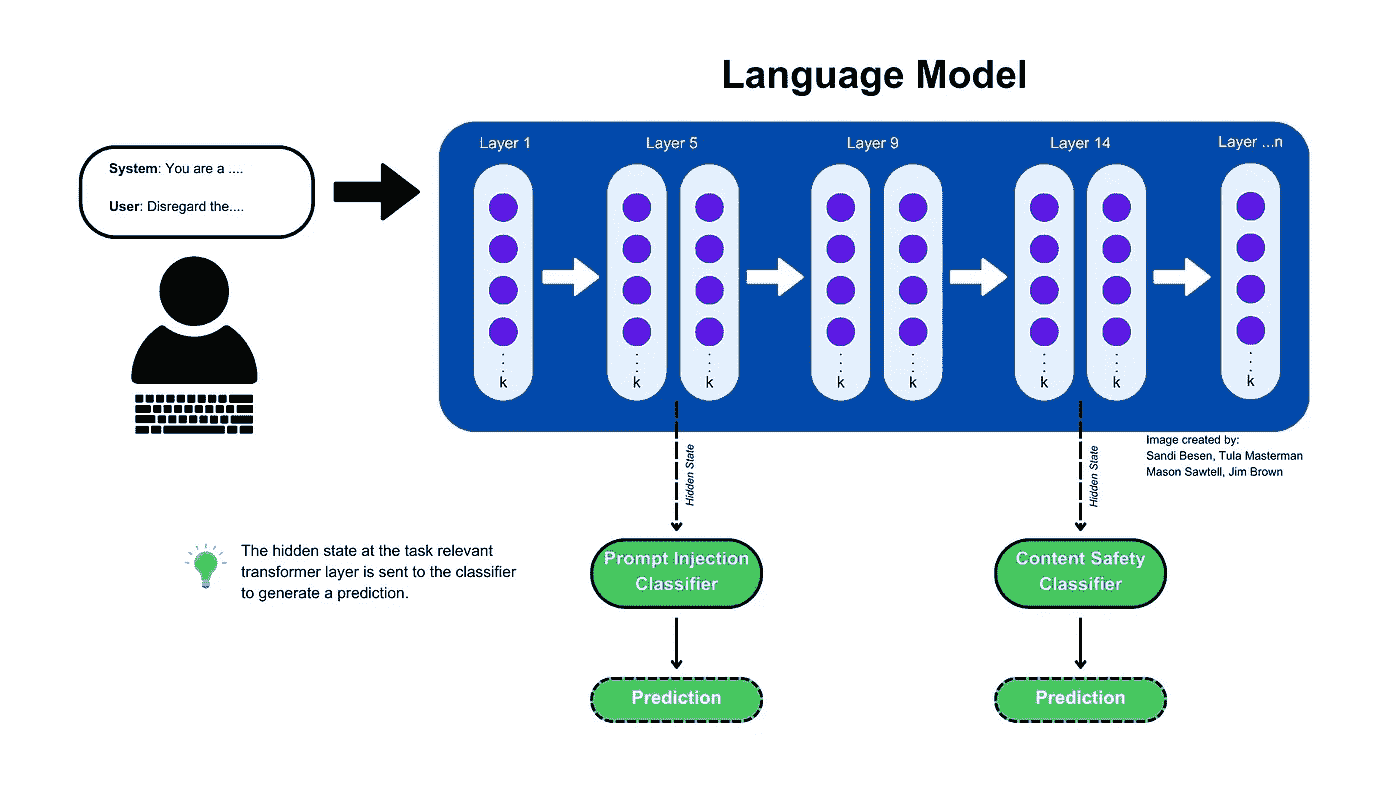 Language Model
System: You are a ....
User: Disregard the....
Layer 1
Layer 5
Layer 9
Layer 14
Layer ...n
k
k
k
k
k
k
k
k
Hidden State
Hidden State
Image created by:
Sandi Besen, Tula Masterman
Mason Sawtell, Jim Brown
The hidden state at the task relevant
transformer layer is sent to the classifier
to generate a prediction.
Prompt Injection
Classifier
Content Safety
Classifier
Prediction
Prediction